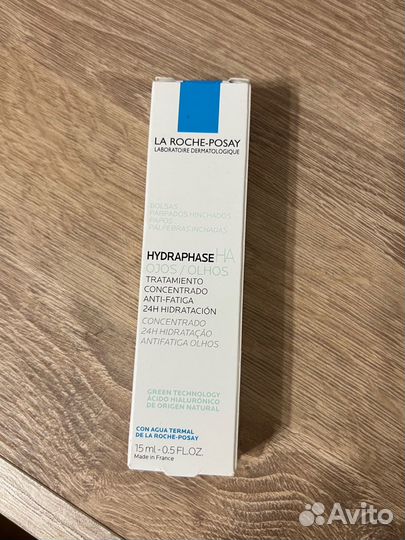 LA ROCHE-POSAY
LABORATOIRE DERMATOLOGIQUE
BOLSAS
PÁRPADOS HINCHADOS
PAPOS
PÁLPEBRAS INCHADAS
HYDRAPHASE HA
OJOS / OLHOS
TRATAMIENTO
CONCENTRADO
ANTI-FATIGA
24H HIDRATACIÓN
CONCENTRADO
24H HIDRATAÇÃO
ANTIFATIGA OLHOS
GREEN TECHNOLOGY
ÁCIDO HIALURÓNICO
DE ORIGEN NATURAL
CON AGUA TERMAL
DE LA ROCHE-POSAY
15 ml - 0.5 FL.OZ.
Made in France
Avito